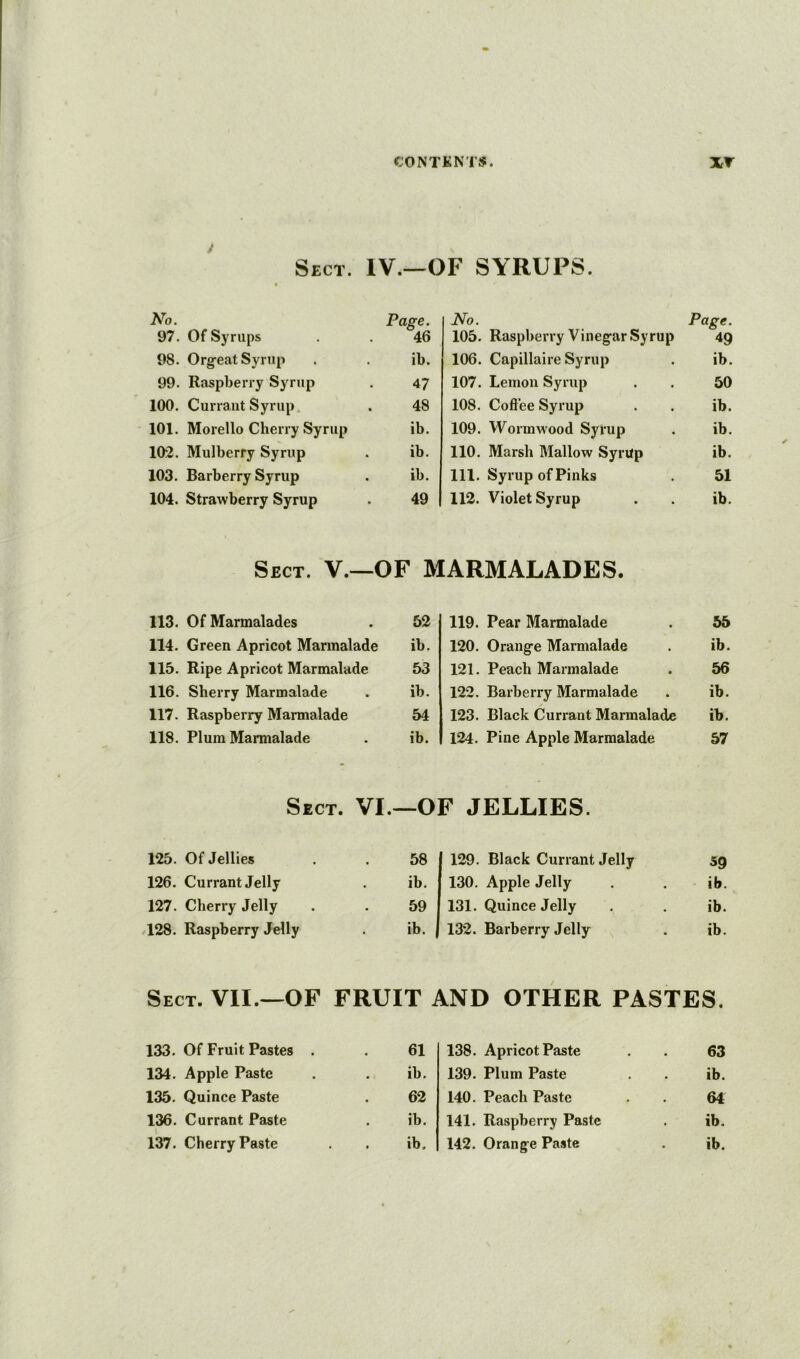 CONTENTS. XV
SECT. IV.—OF SYRUPS.
No. Page.
97. Of Syrups . . 46
98. Orgeat Syrup . . ib.
99. Raspberry Syrup . 47
100. Currant Syrup . 48
101. Morello Cherry Syrup ib.
102. Mulberry Syrup . ib.
103. Barberry Syrup . ib.
104. Strawberry Syrup . 49
No. Page.
105. Raspberry Vinegar Syrup 49
106. Capillaire Syrup . ib.
107. Lemon Syrup . . 50
108. Coffee Syrup . . ib.
109. Wormwood Syrup . ib.
110. Marsh Mallow Syrup ib.
111. Syrup of Pinks . 51
112. Violet Syrup . . ib.
SECT. V.—OF MARMALADES.
113. Of Marmalades . 52
114. Green Apricot Marmalade ib.
115. Ripe Apricot Marmalade 53
116. Sherry Marmalade . ib.
117. Raspberry Marmalade 54
118. Plum Marmalade . ib.
119. Pear Marmalade . 55
120. Orange Marmalade . ib.
121. Peach Marmalade . 56
122. Barberry Marmalade . ib.
123. Black Currant Marmalade ib.
124. Pine Apple Marmalade 57
SECT. VI.—OF JELLIES.
125. Of Jellies . . 58
126. Currant Jelly . ib.
127. Cherry Jelly . . 59
128. Raspberry Jelly . ib.
129. Black Currant Jelly 59
130. Apple Jelly . . ib.
131. Quince Jelly . . ib.
132. Barberry Jelly . ib.
SECT. VII.—OF FRUIT AND OTHER PASTES.
133. Of Fruit Pastes . . 61
134. Apple Paste . . ib.
135. Quince Paste . 62
136. Currant Paste . ib.
137. Cherry Paste . . ib.
138. Apricot Paste . . 63
139. Plum Paste . . ib.
140. Peach Paste . . 64
141. Raspberry Paste . ib.
142. Orange Paste . ib.